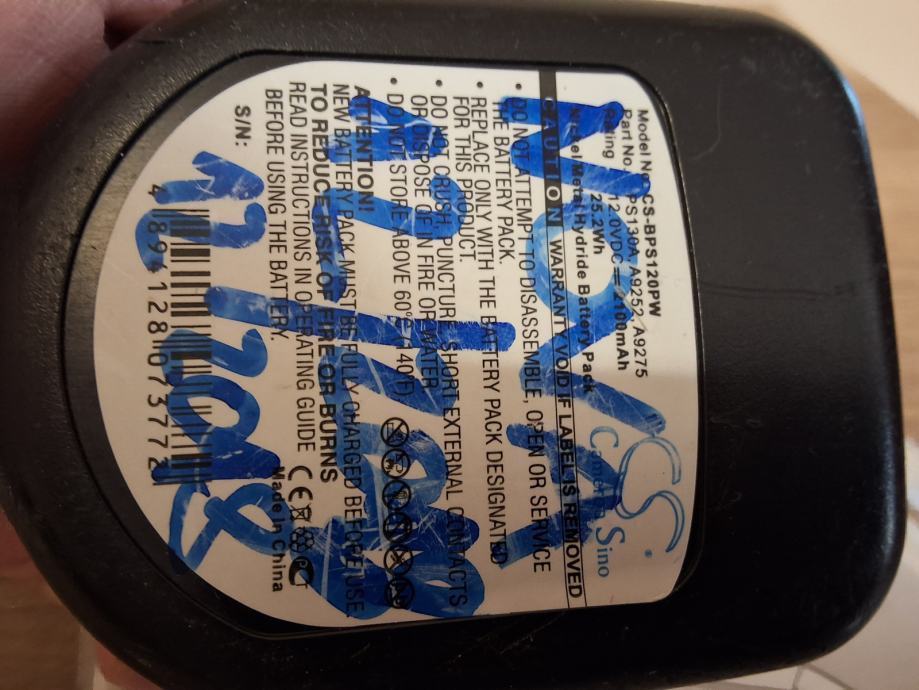 Model No. CS-BPS120PW
Part No. PS130A, A9252, A9275
Rating 12.0VDC 2100mAh
25.2Wh
Nickel Metal Hydride Battery Pack
CS
Cameron Sino
CAUTION WARRANTY VOID IF LABEL IS REMOVED
• DO NOT ATTEMPT TO DISASSEMBLE, OPEN OR SERVICE
THE BATTERY PACK.
• REPLACE ONLY WITH THE BATTERY PACK DESIGNATED
FOR THIS PRODUCT.
• DO NOT CRUSH, PUNCTURE, SHORT EXTERNAL CONTACTS
OR DISPOSE OF IN FIRE OR WATER.
• DO NOT STORE ABOVE 60°C (140°F)
ATTENTION!
NEW BATTERY PACK MUST BE FULLY CHARGED BEFORE USE.
TO REDUCE RISK OF FIRE OR BURNS
READ INSTRUCTIONS IN OPERATING GUIDE
BEFORE USING THE BATTERY.
CE
Made in China
S/N:
4 894128 073772
12/2018